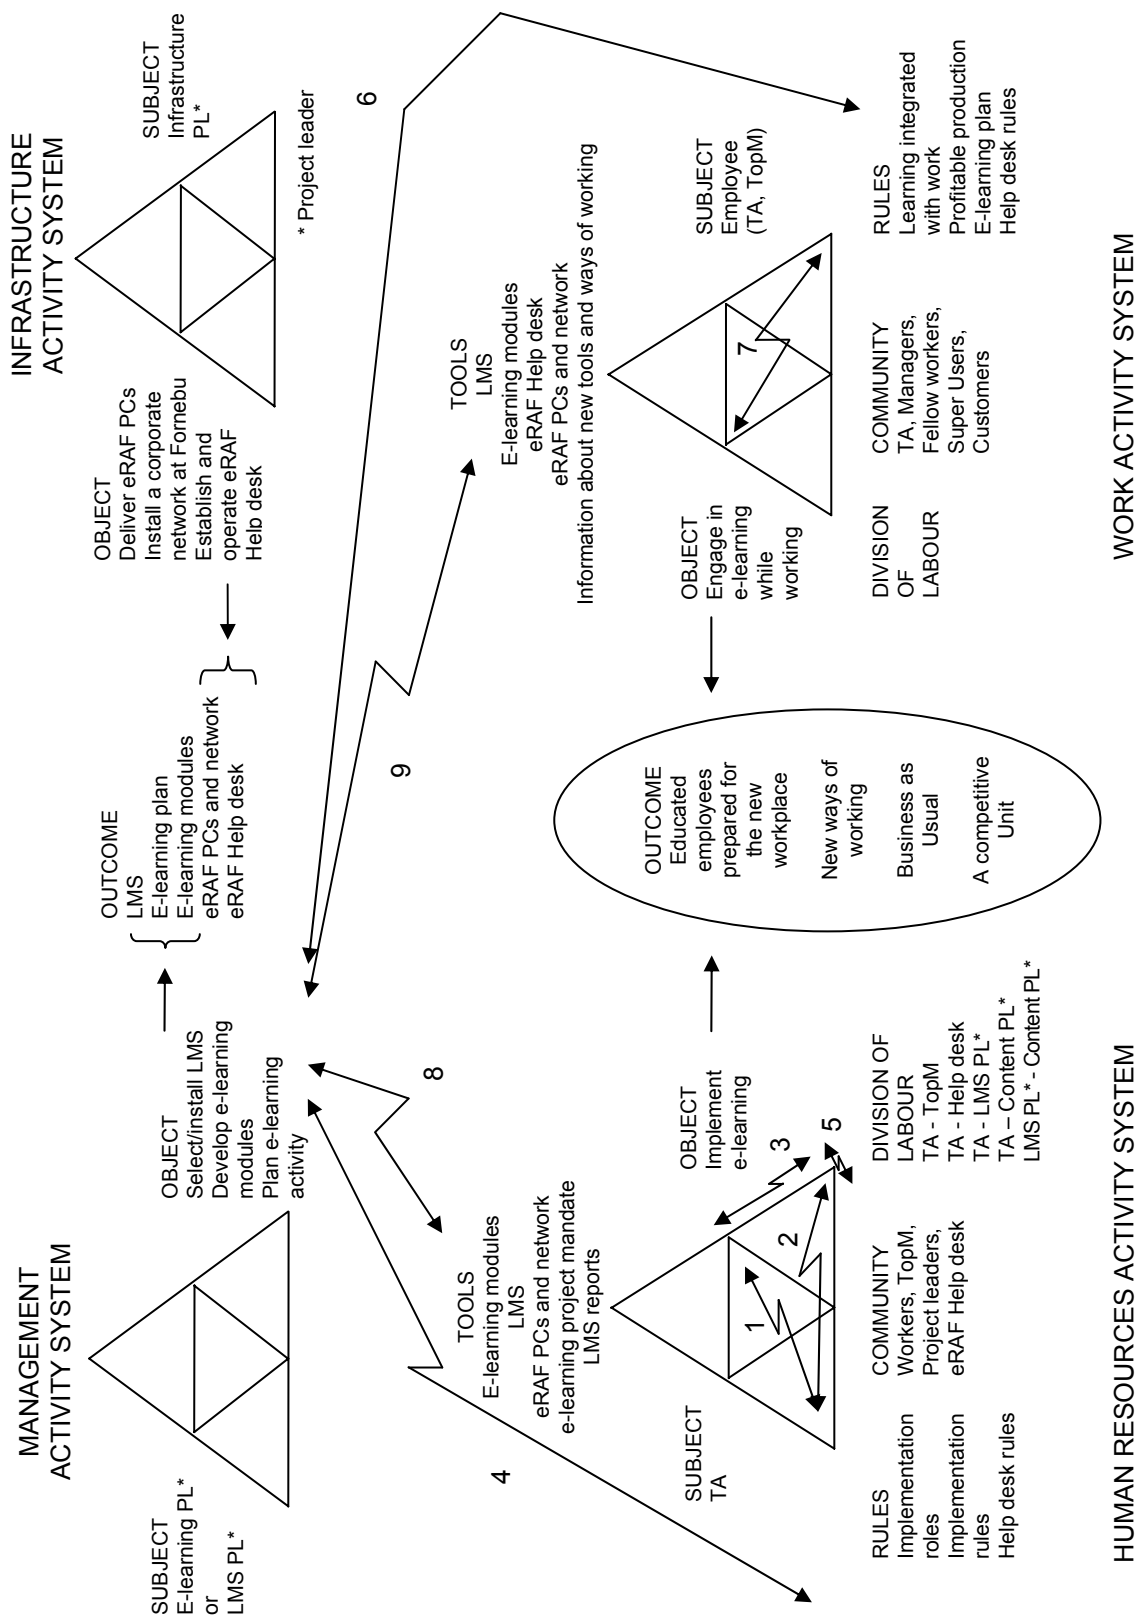 MANAGEMENT
ACTIVITY SYSTEM
SUBJECT
E-learning PL*
or
LMS PL*
OBJECT
Select/install LMS
Develop e-learning
modules
Plan e-learning
activity
OUTCOME
LMS
E-learning plan
E-learning modules
eRAF PCs and network
eRAF Help desk
INFRASTRUCTURE
ACTIVITY SYSTEM
OBJECT
Deliver eRAF PCs
Install a corporate
network at Fornebu
Establish and
operate eRAF
Help desk
SUBJECT
Infrastructure
PL*
* Project leader
4
8
9
6
TOOLS
E-learning modules
LMS
eRAF PCs and network
e-learning project mandate
LMS reports
SUBJECT
TA
OBJECT
Implement
e-learning
1
2
3
5
RULES
Implementation
roles
Implementation
rules
Help desk rules
COMMUNITY
Workers, TopM,
Project leaders,
eRAF Help desk
DIVISION OF
LABOUR
TA - TopM
TA - Help desk
TA - LMS PL*
TA – Content PL*
LMS PL* - Content PL*
HUMAN RESOURCES ACTIVITY SYSTEM
OUTCOME
Educated
employees
prepared for
the new
workplace
New ways of
working
Business as
Usual
A competitive
Unit
TOOLS
LMS
E-learning modules
eRAF Help desk
eRAF PCs and network
Information about new tools and ways of working
OBJECT
Engage in
e-learning
while
working
SUBJECT
Employee
(TA, TopM)
7
DIVISION
OF
LABOUR
COMMUNITY
TA, Managers,
Fellow workers,
Super Users,
Customers
RULES
Learning integrated
with work
Profitable production
E-learning plan
Help desk rules
WORK ACTIVITY SYSTEM